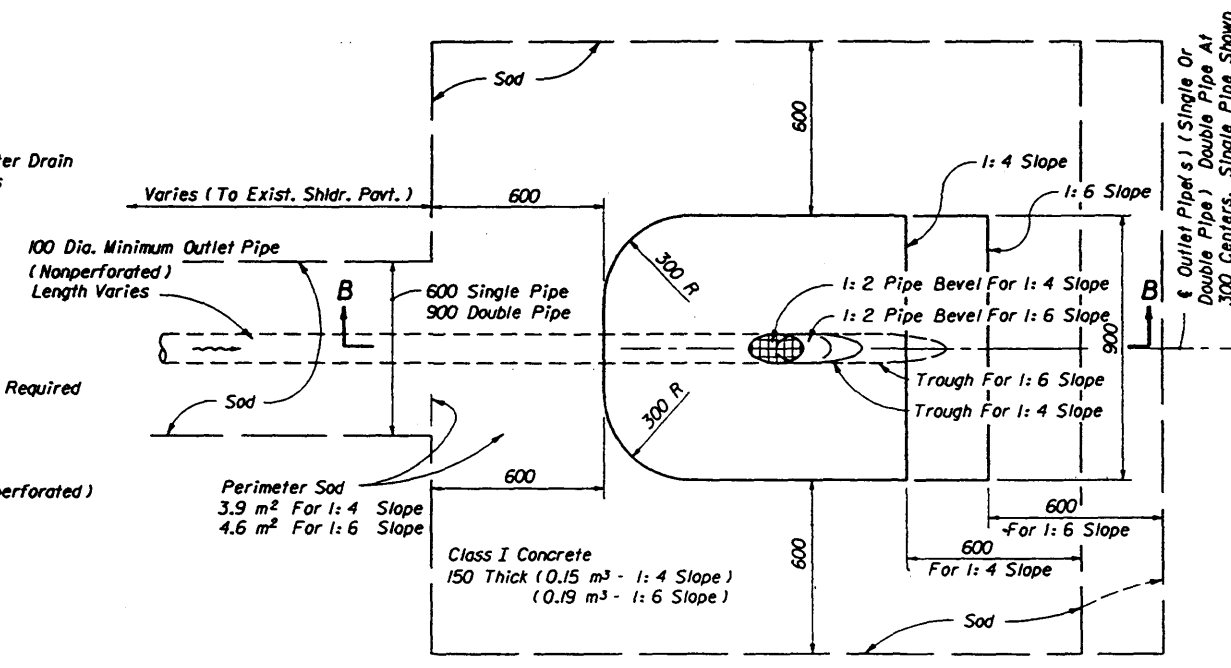 Sod
er Drain
s
Varies (To Exist. Shldr. Pavt.)
600
600
1: 4 Slope
1: 6 Slope
100 Dia. Minimum Outlet Pipe
(Nonperforated)
Length Varies
B
600 Single Pipe
900 Double Pipe
300 R
1: 2 Pipe Bevel For 1: 4 Slope
1: 2 Pipe Bevel For 1: 6 Slope
B
900
℄ Outlet Pipe(s) (Single Or
Double Pipe) Double Pipe At
300 Centers. Single Pipe Shown
Required
Sod
300 R
Trough For 1: 6 Slope
Trough For 1: 4 Slope
erforated)
600
Perimeter Sod
3.9 m² For 1: 4 Slope
4.6 m² For 1: 6 Slope
Class I Concrete
150 Thick (0.15 m³ - 1: 4 Slope)
(0.19 m³ - 1: 6 Slope)
600
600
For 1: 6 Slope
600
For 1: 4 Slope
Sod